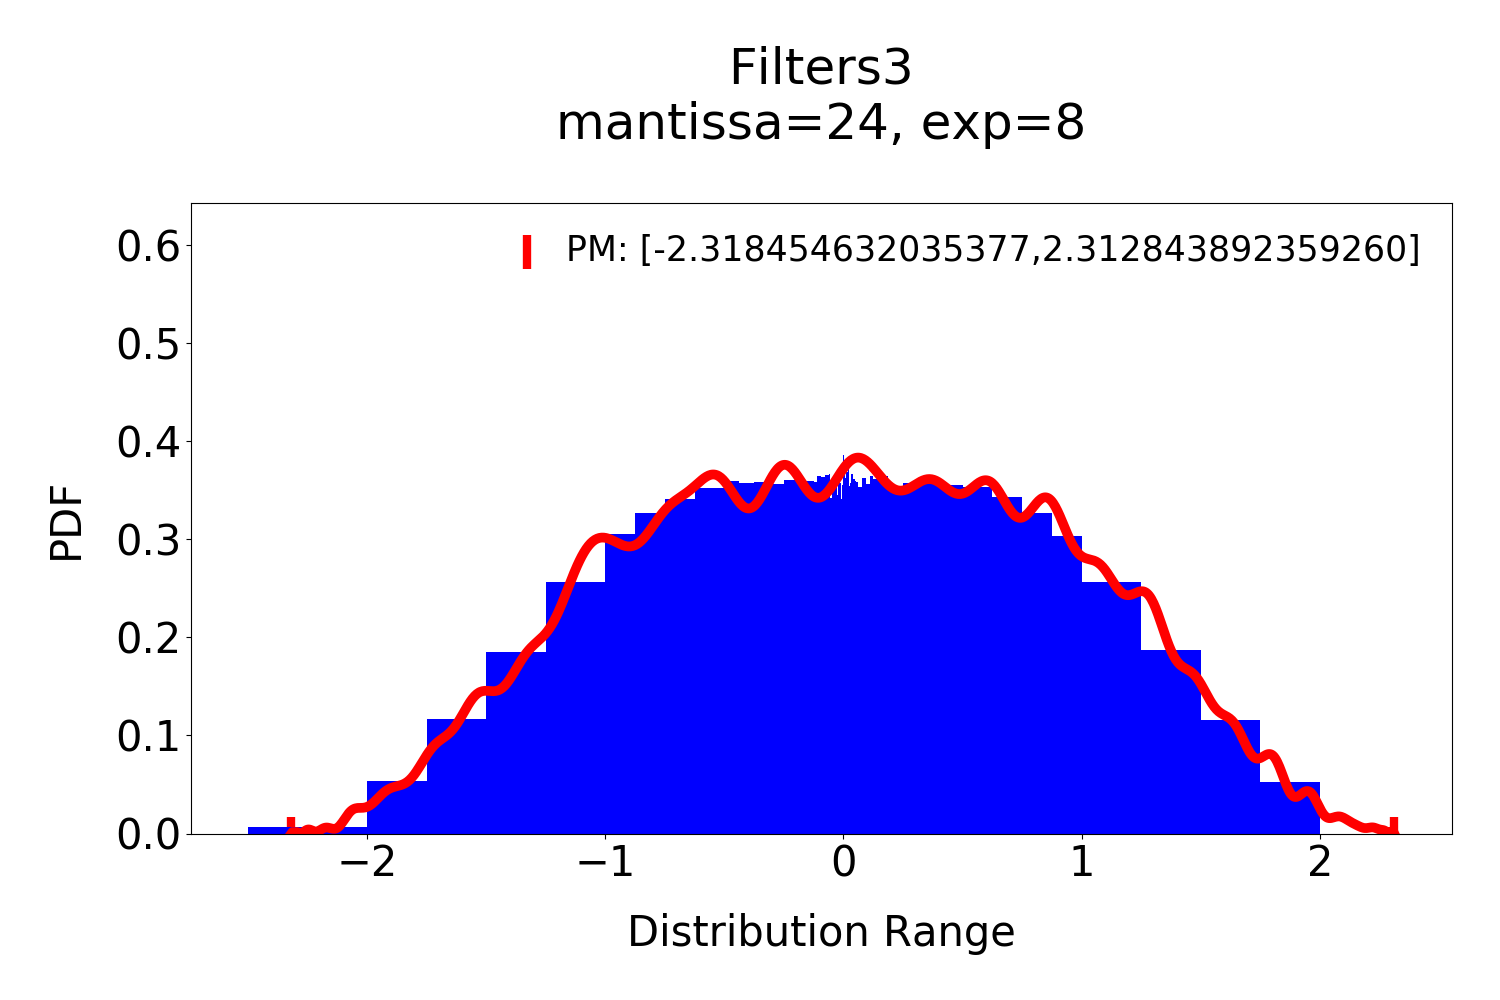 Filters3
mantissa=24, exp=8
PM: [-2.318454632035377,2.312843892359260]
0.6
0.5
0.4
0.3
0.2
0.1
0.0
PDF
−2 −1 0 1 2
Distribution Range